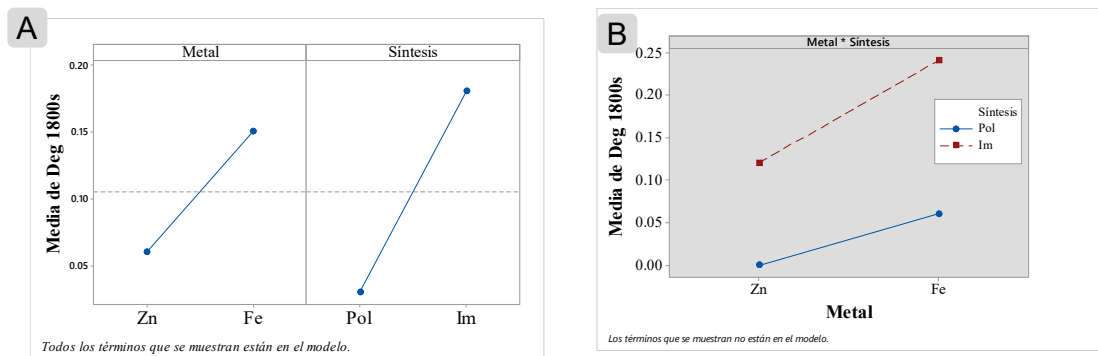 A
Metal
Síntesis
Media de Deg 1800s
0.20
0.15
0.10
0.05
Zn
Fe
Pol
Im
Todos los términos que se muestran están en el modelo.
B
Metal * Síntesis
Media de Deg 1800s
0.25
0.20
0.15
0.10
0.05
0.00
Síntesis
Pol
Im
Zn
Fe
Metal
Los términos que se muestran no están en el modelo.